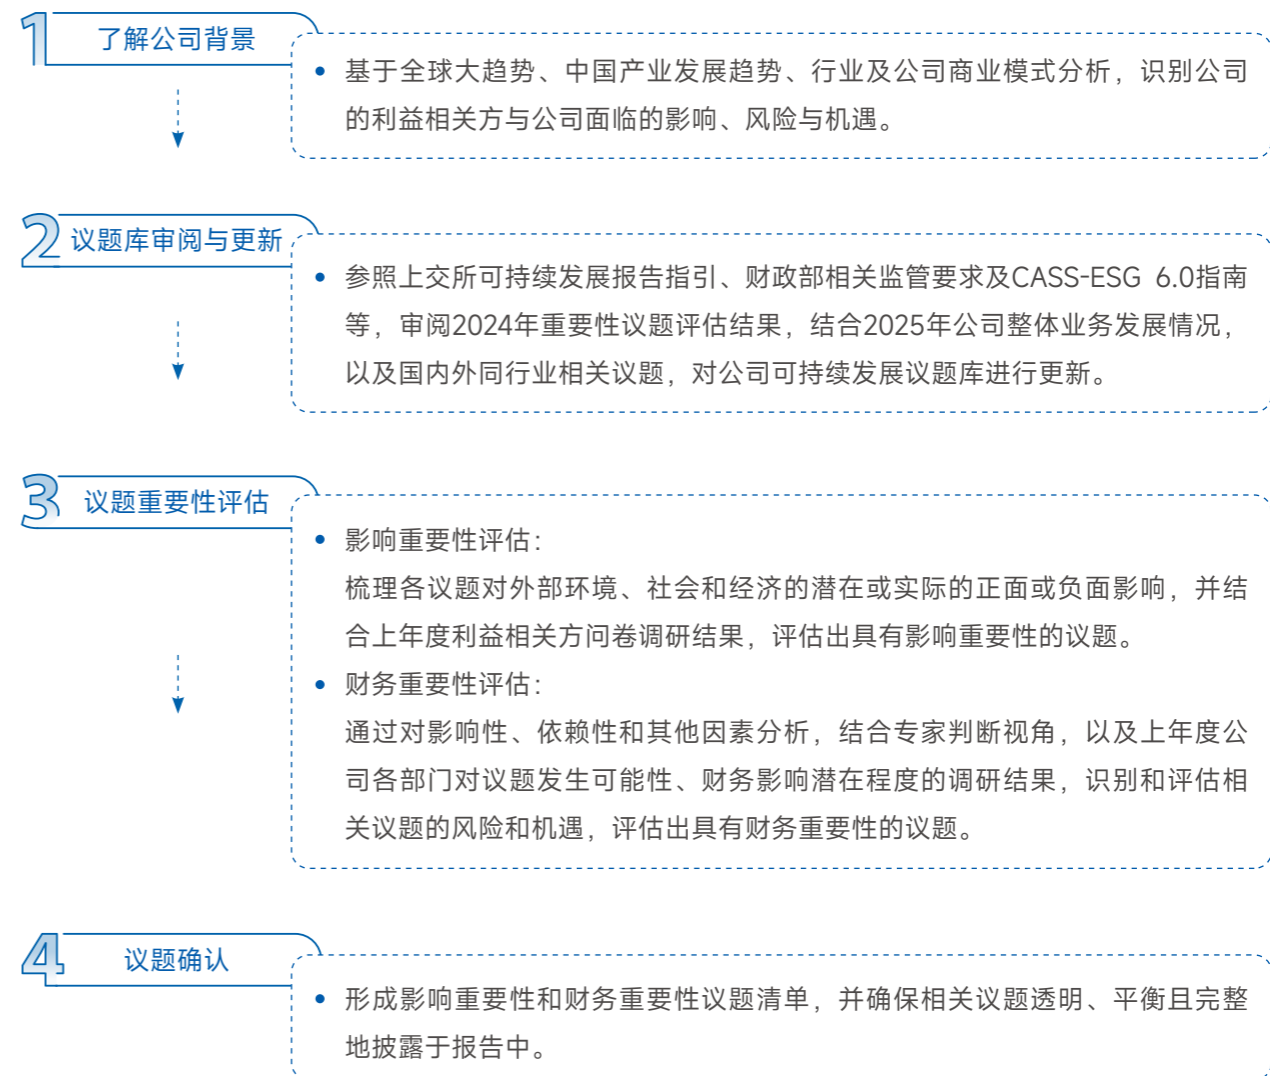 1 了解公司背景
• 基于全球大趋势、中国产业发展趋势、行业及公司商业模式分析，识别公司
的利益相关方与公司面临的影响、风险与机遇。
2 议题库审阅与更新
• 参照上交所可持续发展报告指引、财政部相关监管要求及CASS-ESG 6.0指南
等，审阅2024年重要性议题评估结果，结合2025年公司整体业务发展情况，
以及国内外同行业相关议题，对公司可持续发展议题库进行更新。
3 议题重要性评估
• 影响重要性评估：
梳理各议题对外部环境、社会和经济的潜在或实际的正面或负面影响，并结
合上年度利益相关方问卷调研结果，评估出具有影响重要性的议题。
• 财务重要性评估：
通过对影响性、依赖性和其他因素分析，结合专家判断视角，以及上年度公
司各部门对议题发生可能性、财务影响潜在程度的调研结果，识别和评估相
关议题的风险和机遇，评估出具有财务重要性的议题。
4 议题确认
• 形成影响重要性和财务重要性议题清单，并确保相关议题透明、平衡且完整
地披露于报告中。